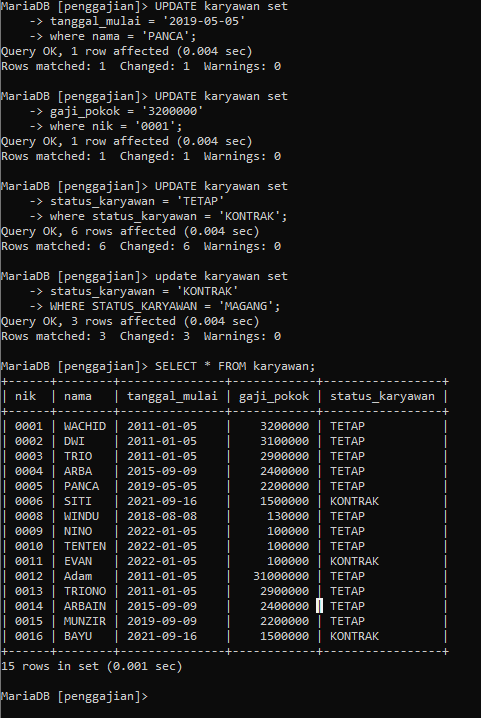 MariaDB [penggajian]> UPDATE karyawan set
    -> tanggal_mulai = '2019-05-05'
    -> where nama = 'PANCA';
Query OK, 1 row affected (0.004 sec)
Rows matched: 1  Changed: 1  Warnings: 0

MariaDB [penggajian]> UPDATE karyawan set
    -> gaji_pokok = '3200000'
    -> where nik = '0001';
Query OK, 1 row affected (0.004 sec)
Rows matched: 1  Changed: 1  Warnings: 0

MariaDB [penggajian]> UPDATE karyawan set
    -> status_karyawan = 'TETAP'
    -> where status_karyawan = 'KONTRAK';
Query OK, 6 rows affected (0.004 sec)
Rows matched: 6  Changed: 6  Warnings: 0

MariaDB [penggajian]> update karyawan set
    -> status_karyawan = 'KONTRAK'
    -> WHERE STATUS_KARYAWAN = 'MAGANG';
Query OK, 3 rows affected (0.004 sec)
Rows matched: 3  Changed: 3  Warnings: 0

MariaDB [penggajian]> SELECT * FROM karyawan;
+------+--------+---------------+------------+-----------------+
| nik  | nama   | tanggal_mulai | gaji_pokok | status_karyawan |
+------+--------+---------------+------------+-----------------+
| 0001 | WACHID | 2011-01-05    |    3200000 | TETAP           |
| 0002 | DWI    | 2011-01-05    |    3100000 | TETAP           |
| 0003 | TRIO   | 2011-01-05    |    2900000 | TETAP           |
| 0004 | ARBA   | 2015-09-09    |    2400000 | TETAP           |
| 0005 | PANCA  | 2019-05-05    |    2200000 | TETAP           |
| 0006 | SITI   | 2021-09-16    |    1500000 | KONTRAK         |
| 0008 | WINDU  | 2018-08-08    |     130000 | TETAP           |
| 0009 | NINO   | 2022-01-05    |     100000 | TETAP           |
| 0010 | TENTEN | 2022-01-05    |     100000 | TETAP           |
| 0011 | EVAN   | 2022-01-05    |     100000 | KONTRAK         |
| 0012 | Adam   | 2011-01-05    |   31000000 | TETAP           |
| 0013 | TRIONO | 2011-01-05    |    2900000 | TETAP           |
| 0014 | ARBAIN | 2015-09-09    |    2400000 | TETAP           |
| 0015 | MUNZIR | 2019-09-09    |    2200000 | TETAP           |
| 0016 | BAYU   | 2021-09-16    |    1500000 | KONTRAK         |
+------+--------+---------------+------------+-----------------+
15 rows in set (0.001 sec)

MariaDB [penggajian]>